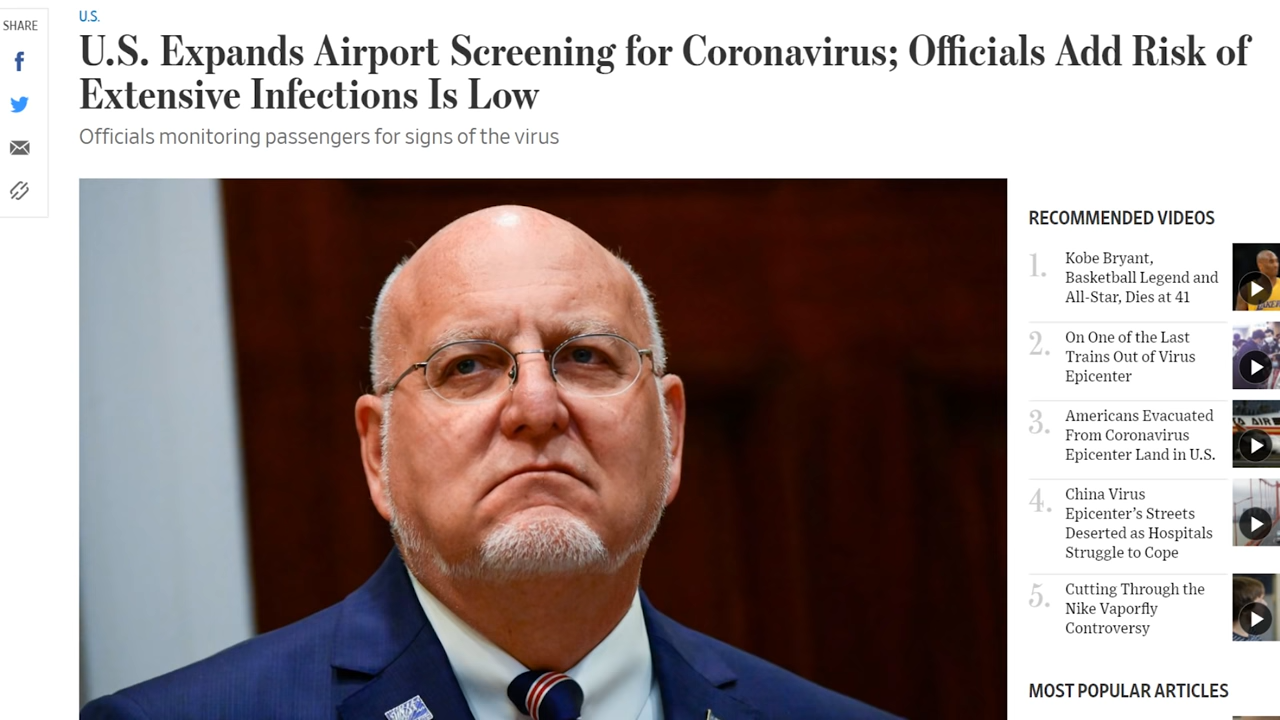 SHARE
U.S.
U.S. Expands Airport Screening for Coronavirus; Officials Add Risk of
Extensive Infections Is Low
Officials monitoring passengers for signs of the virus
RECOMMENDED VIDEOS
1.
Kobe Bryant,
Basketball Legend and
All-Star, Dies at 41
2.
On One of the Last
Trains Out of Virus
Epicenter
3.
Americans Evacuated
From Coronavirus
Epicenter Land in U.S.
4.
China Virus
Epicenter’s Streets
Deserted as Hospitals
Struggle to Cope
5.
Cutting Through the
Nike Vaporfly
Controversy
MOST POPULAR ARTICLES